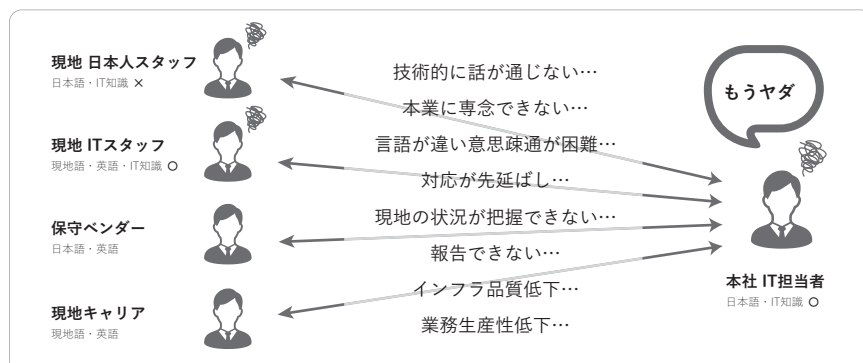 現地 日本人スタッフ
日本語・IT知識 ×
現地 ITスタッフ
現地語・英語・IT知識 ○
保守ベンダー
日本語・英語
現地キャリア
現地語・英語
技術的に話が通じない…
本業に専念できない…
言語が違い意思疎通が困難…
対応が先延ばし…
現地の状況が把握できない…
報告できない…
インフラ品質低下…
業務生産性低下…
もうヤダ
本社 IT担当者
日本語・IT知識 ○